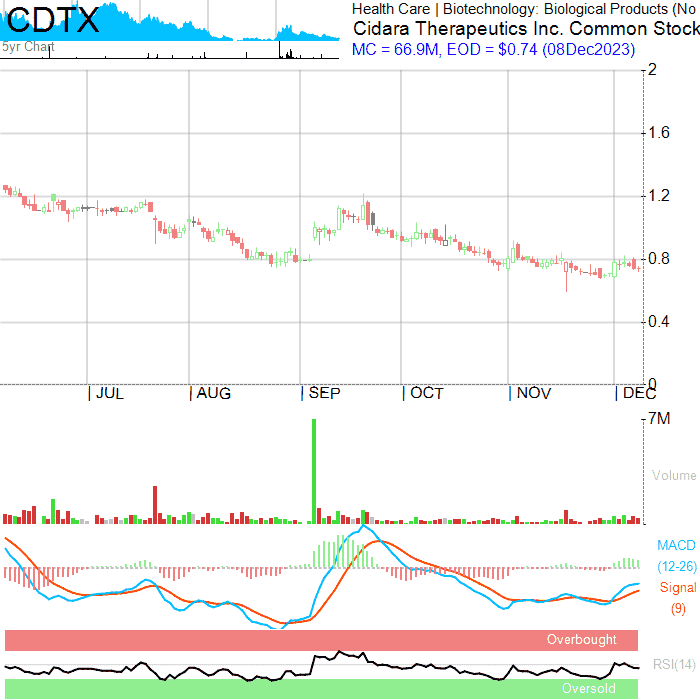 CDTX
5yr Chart
Health Care | Biotechnology: Biological Products (No
Cidara Therapeutics Inc. Common Stock
MC = 66.9M, EOD = $0.74 (08Dec2023)
2
1.6
1.2
0.8
0.4
0
JUL AUG SEP OCT NOV DEC
7M
Volume
MACD
(12-26)
Signal
(9)
Overbought
RSI(14)
Oversold